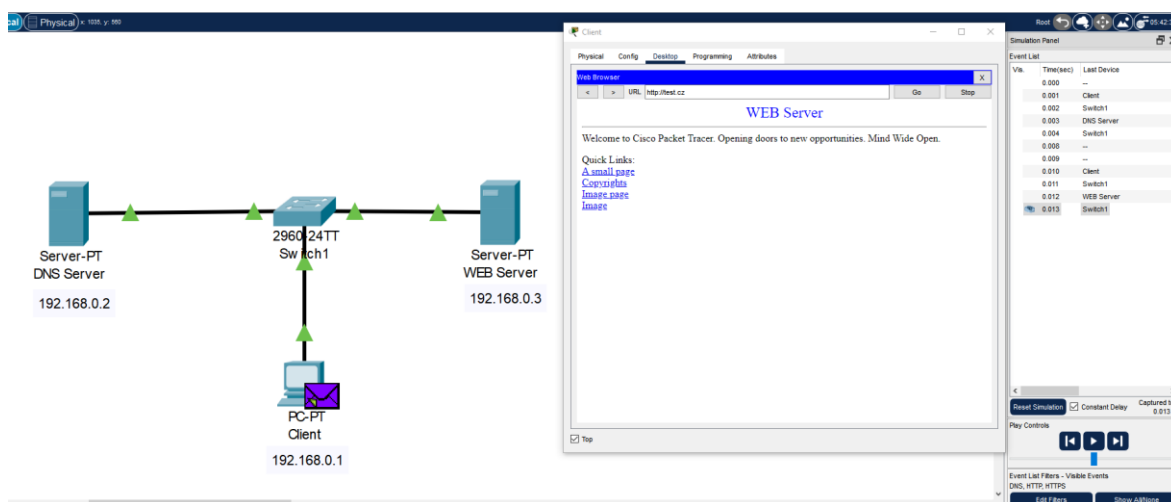 Physical x: 1035, y: 550
Root
Client
Physical Config Desktop Programming Attributes
Web Browser X
< > URL http://test.cz Go Stop
WEB Server
Welcome to Cisco Packet Tracer. Opening doors to new opportunities. Mind Wide Open.
Quick Links:
A small page
Copyrights
Image page
Image
Top
Server-PT
DNS Server
192.168.0.2
2960-24TT
Switch1
Server-PT
WEB Server
192.168.0.3
PC-PT
Client
192.168.0.1
Simulation Panel
Event List
Vis. Time(sec) Last Device
0.000 --
0.001 Client
0.002 Switch1
0.003 DNS Server
0.004 Switch1
0.008 --
0.009 --
0.010 Client
0.011 Switch1
0.012 WEB Server
0.013 Switch1
Reset Simulation Constant Delay Captured
0.013
Play Controls
Event List Filters - Visible Events
DNS, HTTP, HTTPS
Edit Filters Show All/None